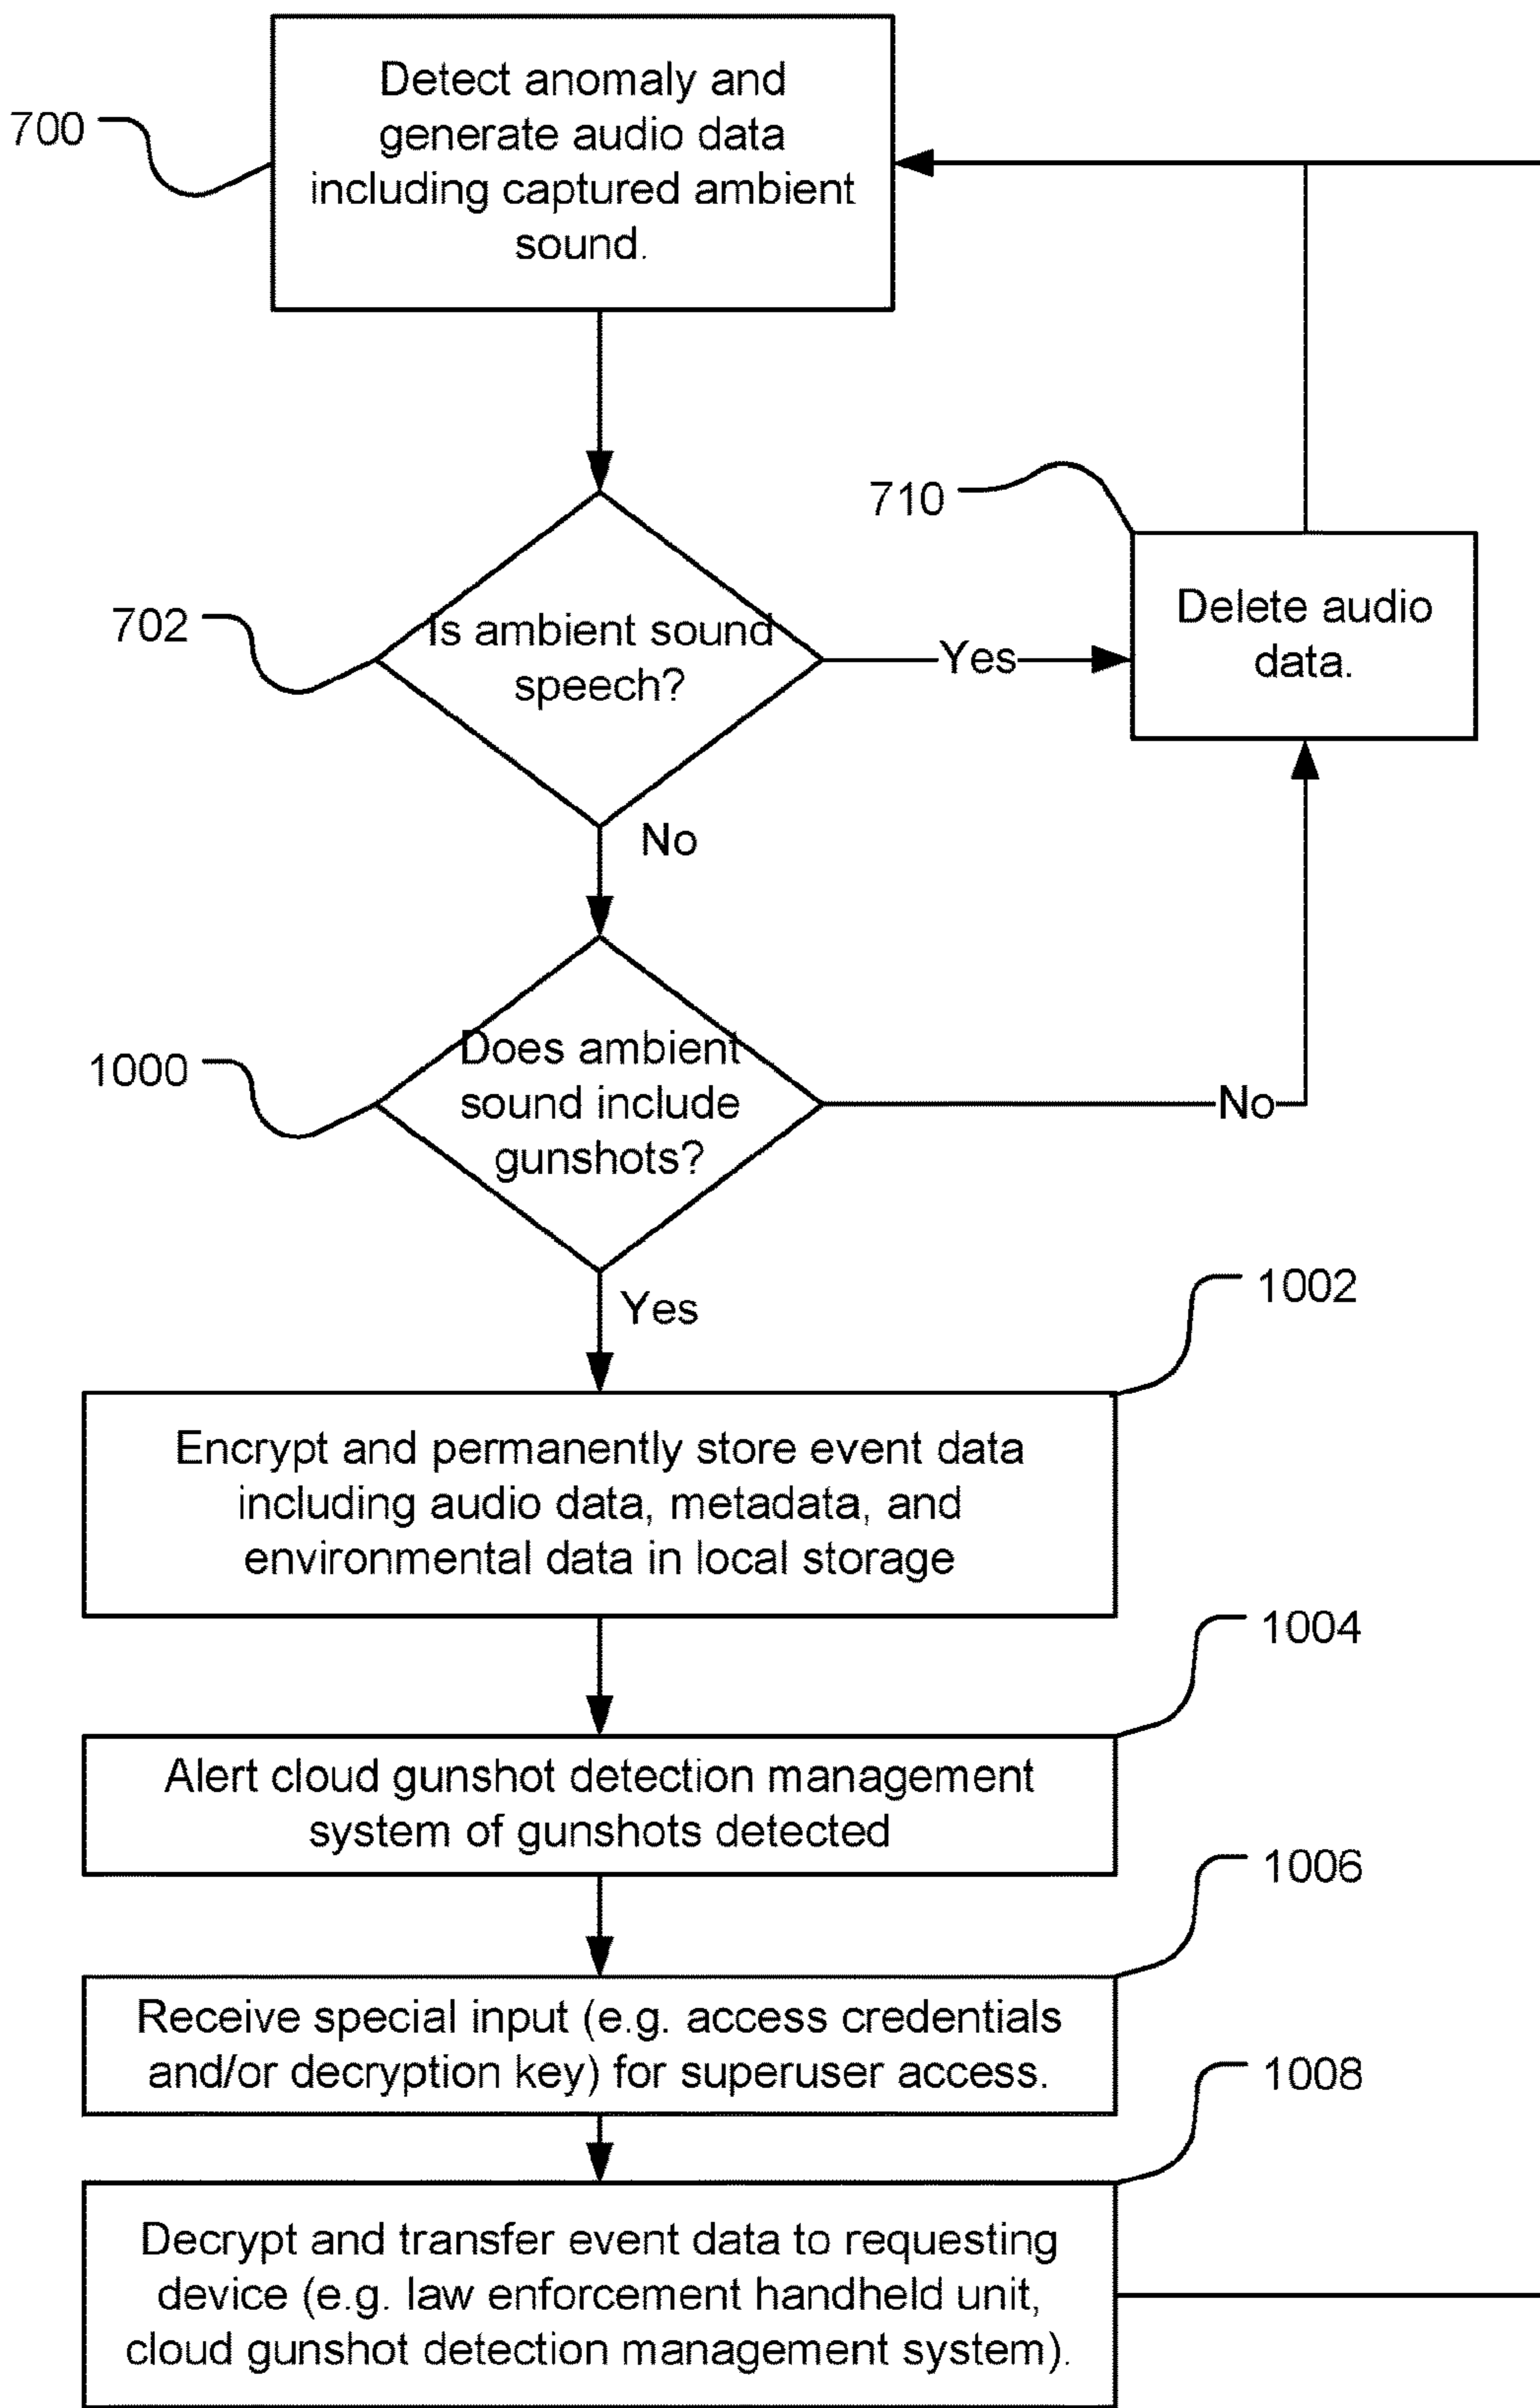 Detect anomaly and
generate audio data
including captured ambient
sound.
700
710
Delete audio
data.
702
Is ambient sound
speech?
Yes
No
1000
Does ambient
sound include
gunshots?
No
Yes
1002
Encrypt and permanently store event data
including audio data, metadata, and
environmental data in local storage
1004
Alert cloud gunshot detection management
system of gunshots detected
1006
Receive special input (e.g. access credentials
and/or decryption key) for superuser access.
1008
Decrypt and transfer event data to requesting
device (e.g. law enforcement handheld unit,
cloud gunshot detection management system).